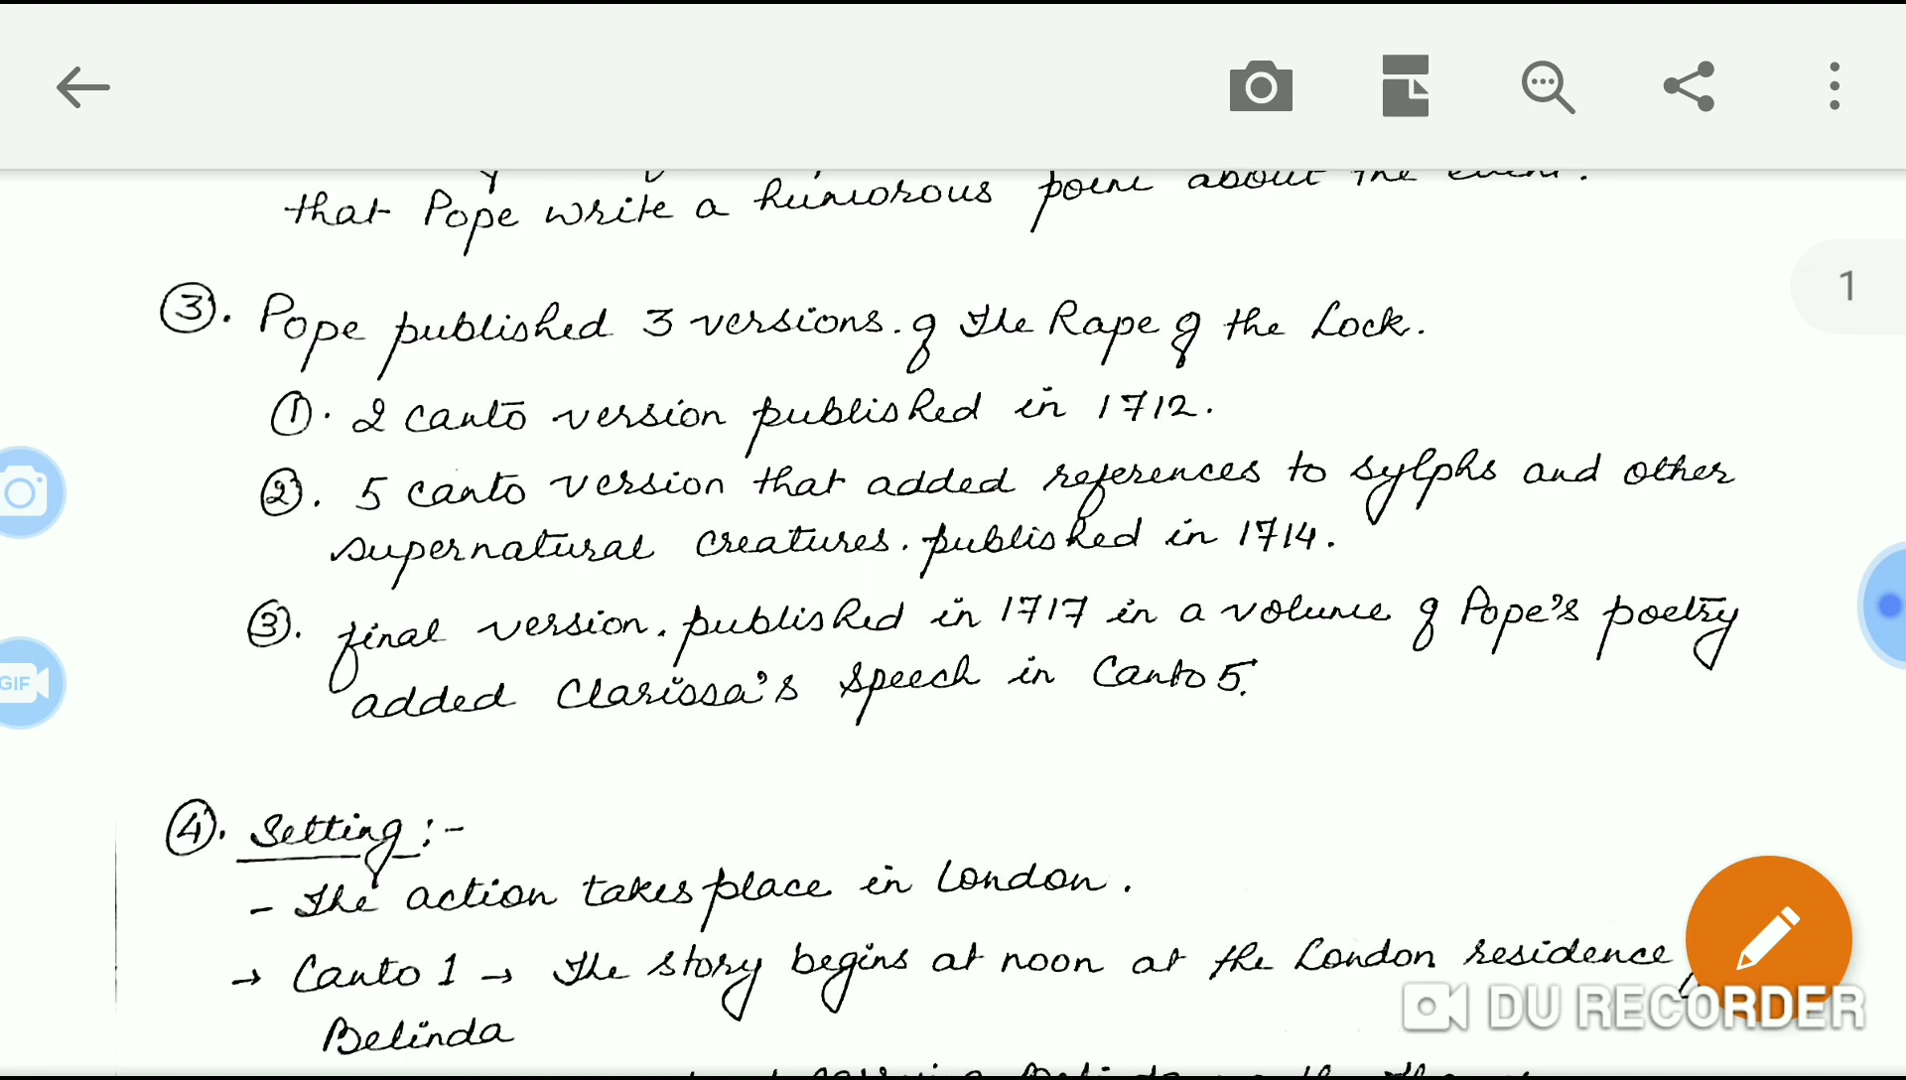 that Pope write a humorous poem about the event.
1
③. Pope published 3 versions. of The Rape of the Lock.
①. 2 canto version published in 1712.
②. 5 canto version that added references to sylphs and other
supernatural creatures. published in 1714.
③. final version. published in 1717 in a volume of Pope's poetry
added Clarissa's speech in Canto 5.
④. Setting :-
- The action takes place in London.
→ Canto 1 → The story begins at noon at the London residence
Belinda
GIF
DU RECORDER